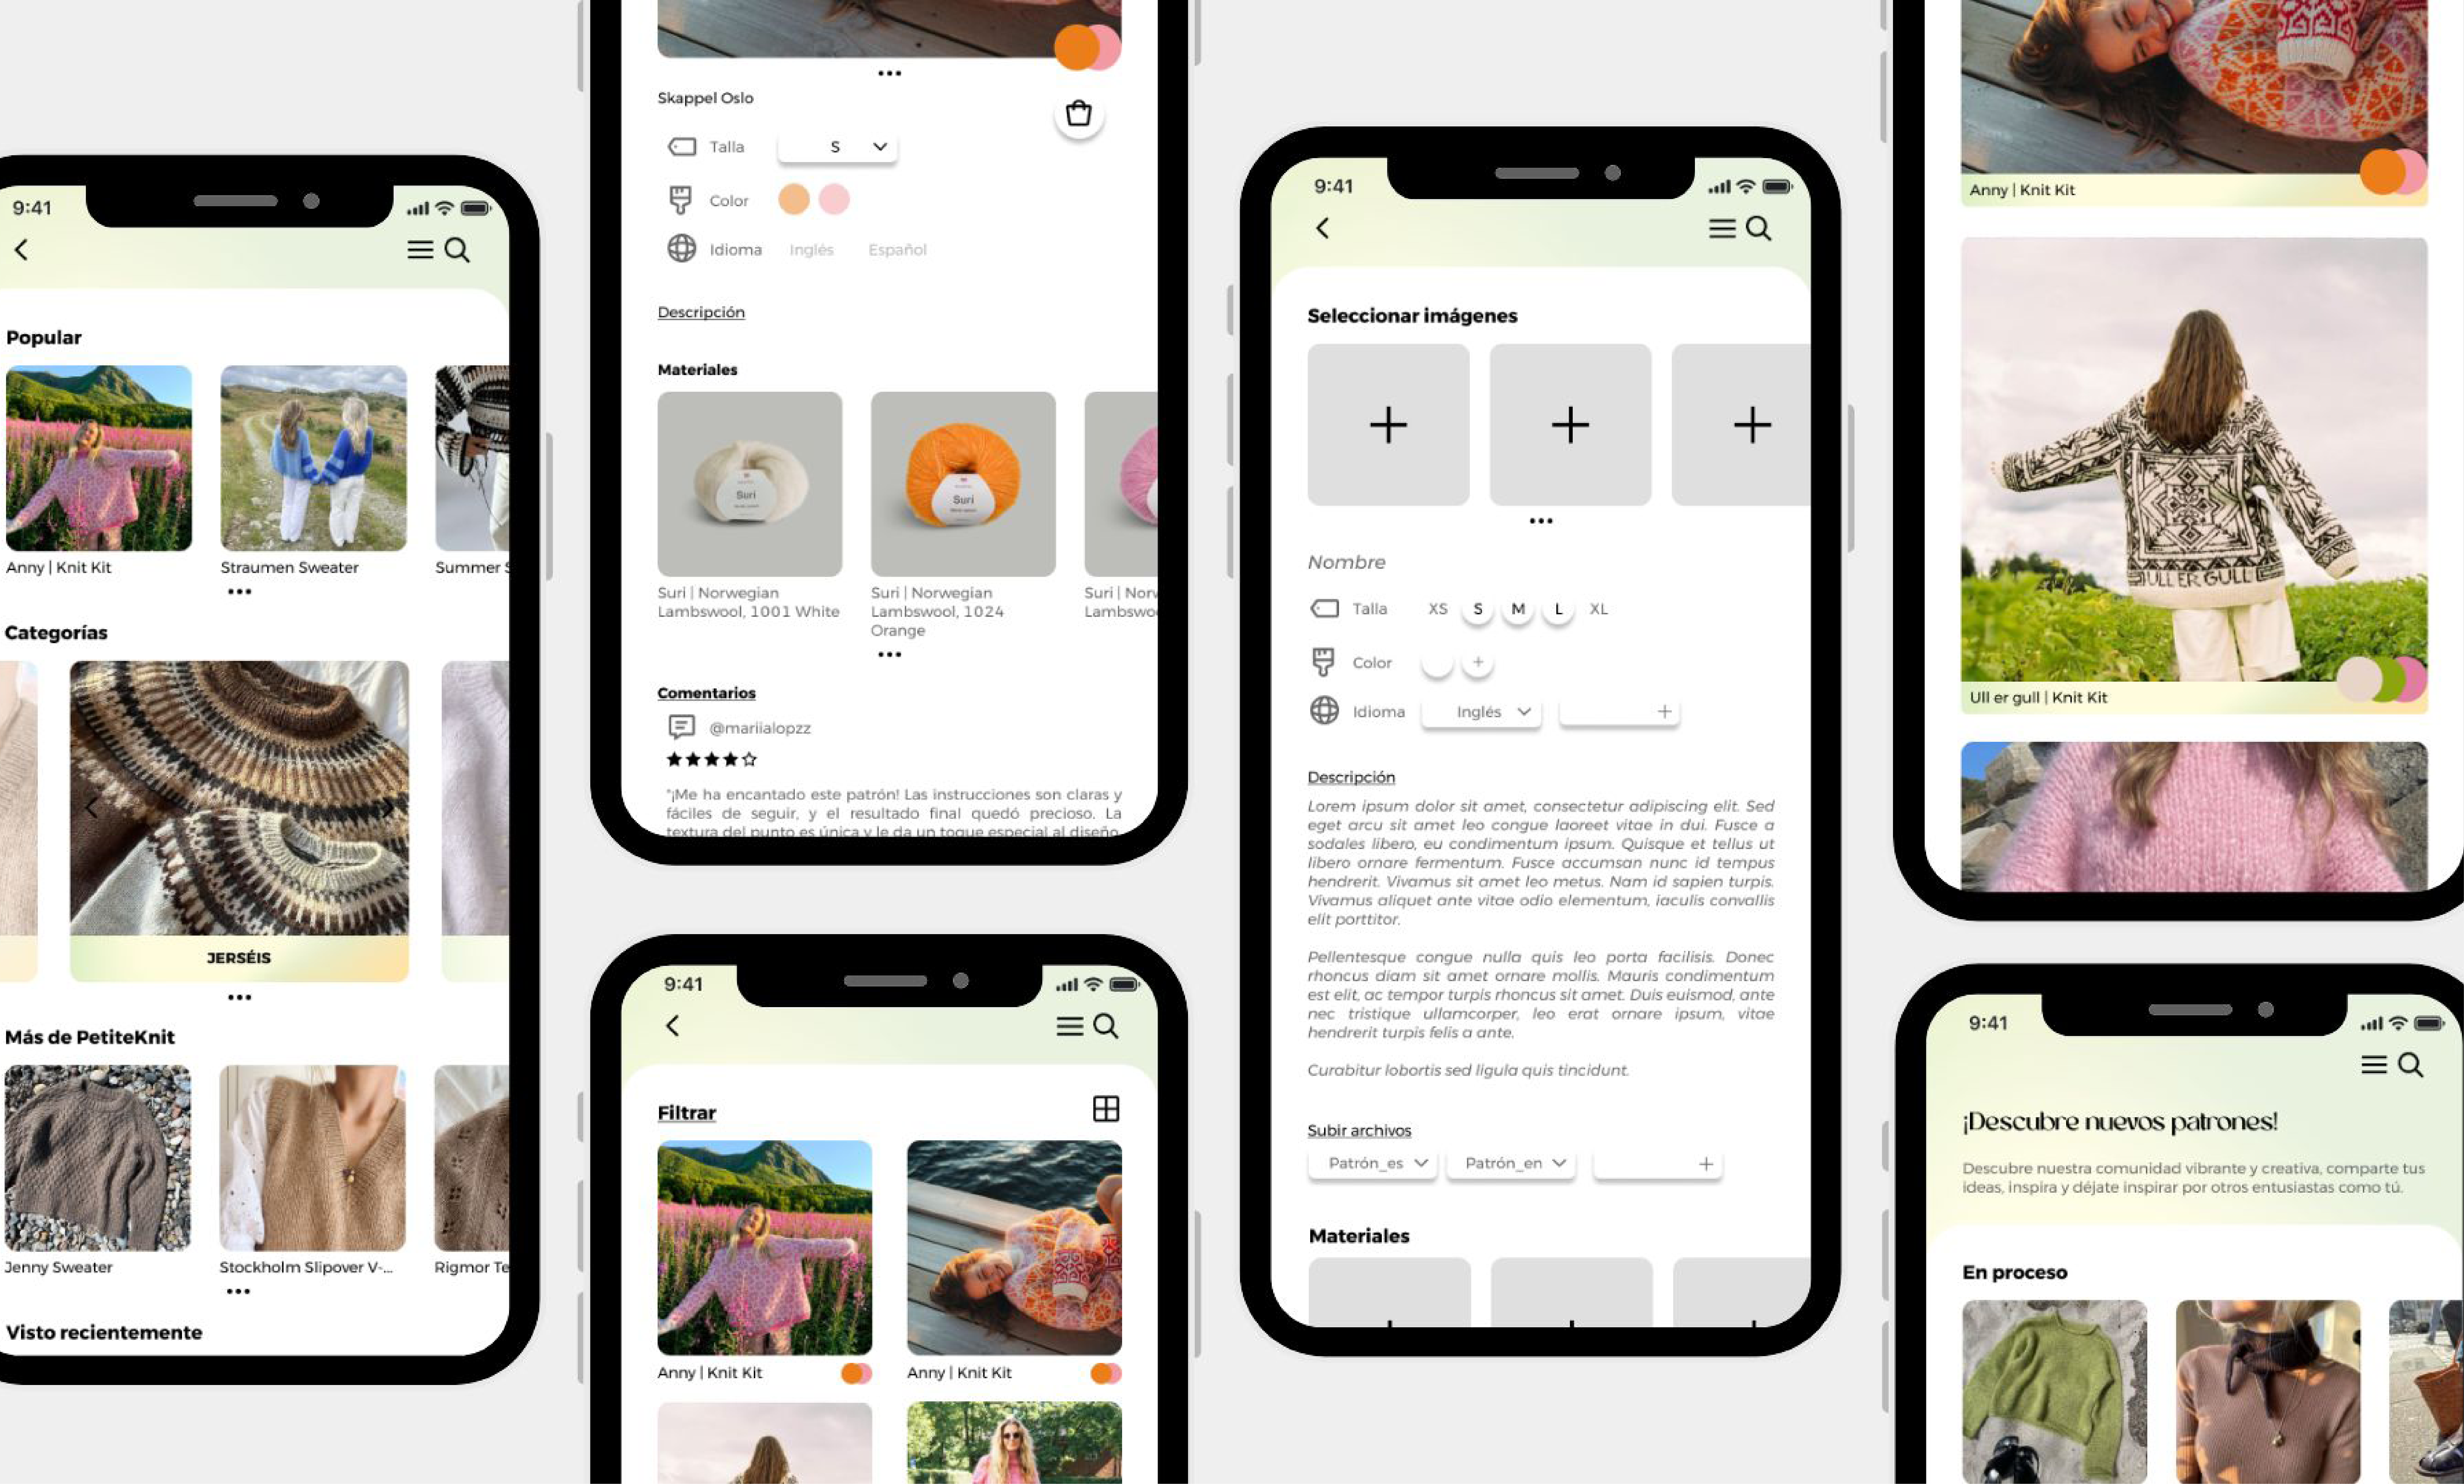 9:41
Popular
Anny | Knit Kit
Straumen Sweater
Summer
Categorías
JERSÉIS
Más de PetiteKnit
Jenny Sweater
Stockholm Slipover V-...
Rigmor Te
Visto recientemente
Skappel Oslo
Talla S
Color
Idioma Inglés Español
Descripción
Materiales
Suri
Suri
Suri | Norwegian
Lambswool, 1001 White
Suri | Norwegian
Lambswool, 1024
Orange
Suri | Norw
Lambswoo
Comentarios
@mariialopzz
"¡Me ha encantado este patrón! Las instrucciones son claras y
fáciles de seguir, y el resultado final quedó precioso. La
textura del punto es única y le da un toque especial al diseño.
9:41
Filtrar
Anny | Knit Kit
Anny | Knit Kit
9:41
Seleccionar imágenes
Nombre
Talla XS S M L XL
Color +
Idioma Inglés +
Descripción
Lorem ipsum dolor sit amet, consectetur adipiscing elit. Sed
eget arcu sit amet leo congue laoreet vitae in dui. Fusce a
sodales libero, eu condimentum ipsum. Quisque et tellus ut
libero ornare fermentum. Fusce accumsan nunc id tempus
hendrerit. Vivamus sit amet leo metus. Nam id sapien turpis.
Vivamus aliquet ante vitae odio elementum, iaculis convallis
elit porttitor.
Pellentesque congue nulla quis leo porta facilisis. Donec
rhoncus diam sit amet ornare mollis. Mauris condimentum
est elit, ac tempor turpis rhoncus sit amet. Duis euismod, ante
nec tristique ullamcorper, leo erat ornare ipsum, vitae
hendrerit turpis felis a ante.
Curabitur lobortis sed ligula quis tincidunt.
Subir archivos
Patrón_es Patrón_en +
Materiales
Anny | Knit Kit
ULL ER GULL
Ull er gull | Knit Kit
9:41
¡Descubre nuevos patrones!
Descubre nuestra comunidad vibrante y creativa, comparte tus
ideas, inspira y déjate inspirar por otros entusiastas como tú.
En proceso